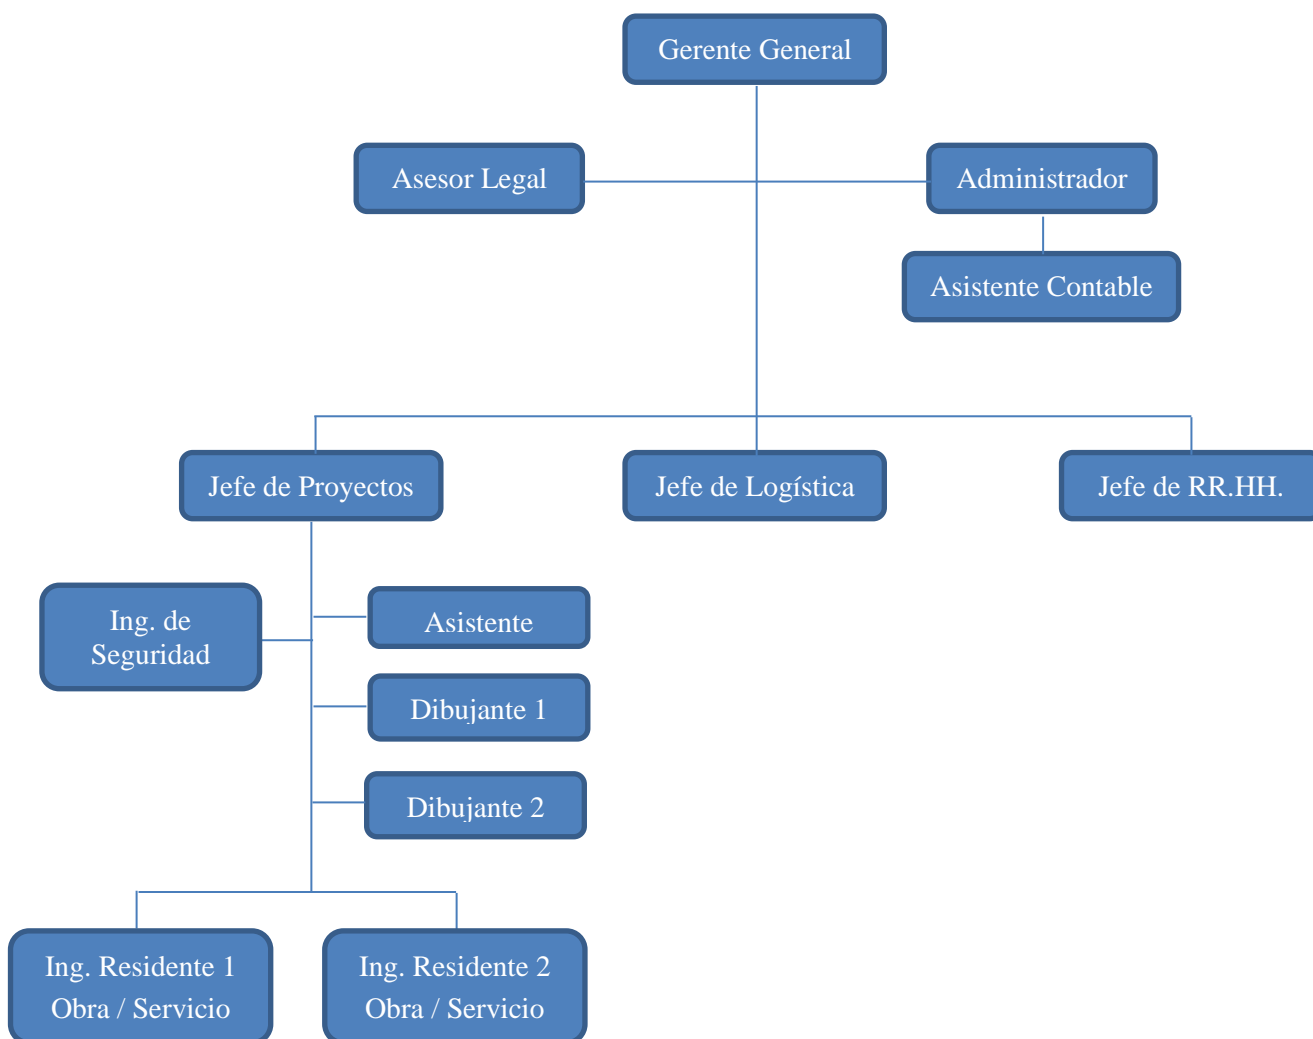 Gerente General
Asesor Legal
Administrador
Asistente Contable
Jefe de Proyectos
Jefe de Logística
Jefe de RR.HH.
Ing. de
Seguridad
Asistente
Dibujante 1
Dibujante 2
Ing. Residente 1
Obra / Servicio
Ing. Residente 2
Obra / Servicio